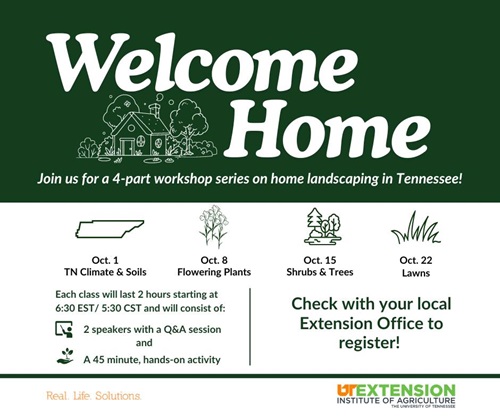 Welcome
Home
Join us for a 4-part workshop series on home landscaping in Tennessee!
Oct. 1
TN Climate & Soils
Oct. 8
Flowering Plants
Oct. 15
Shrubs & Trees
Oct. 22
Lawns
Each class will last 2 hours starting at
6:30 EST/ 5:30 CST and will consist of:
2 speakers with a Q&A session
and
A 45 minute, hands-on activity
Check with your local
Extension Office to
register!
Real. Life. Solutions.
UT EXTENSION
INSTITUTE OF AGRICULTURE
THE UNIVERSITY OF TENNESSEE